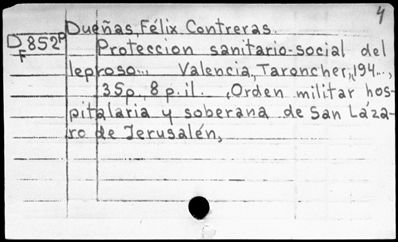 4
Dueñas, Félix Contreras.
D 852º
F
Proteccion sanitario-social del
leproso... Valencia, Taroncher, 194...,
35p., 8 p. il. , Orden militar hos-
pitalaria y soberana de San Láza-
ro de Jerusalén,